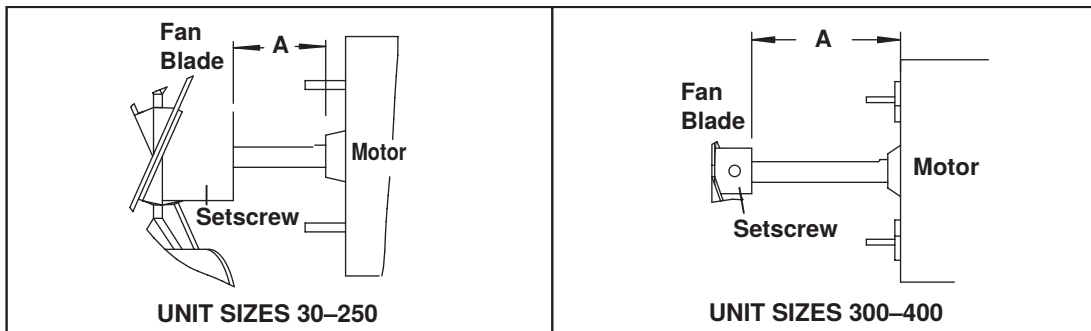 Fan
Blade
A
Motor
Setscrew
UNIT SIZES 30–250
A
Fan
Blade
Motor
Setscrew
UNIT SIZES 300–400